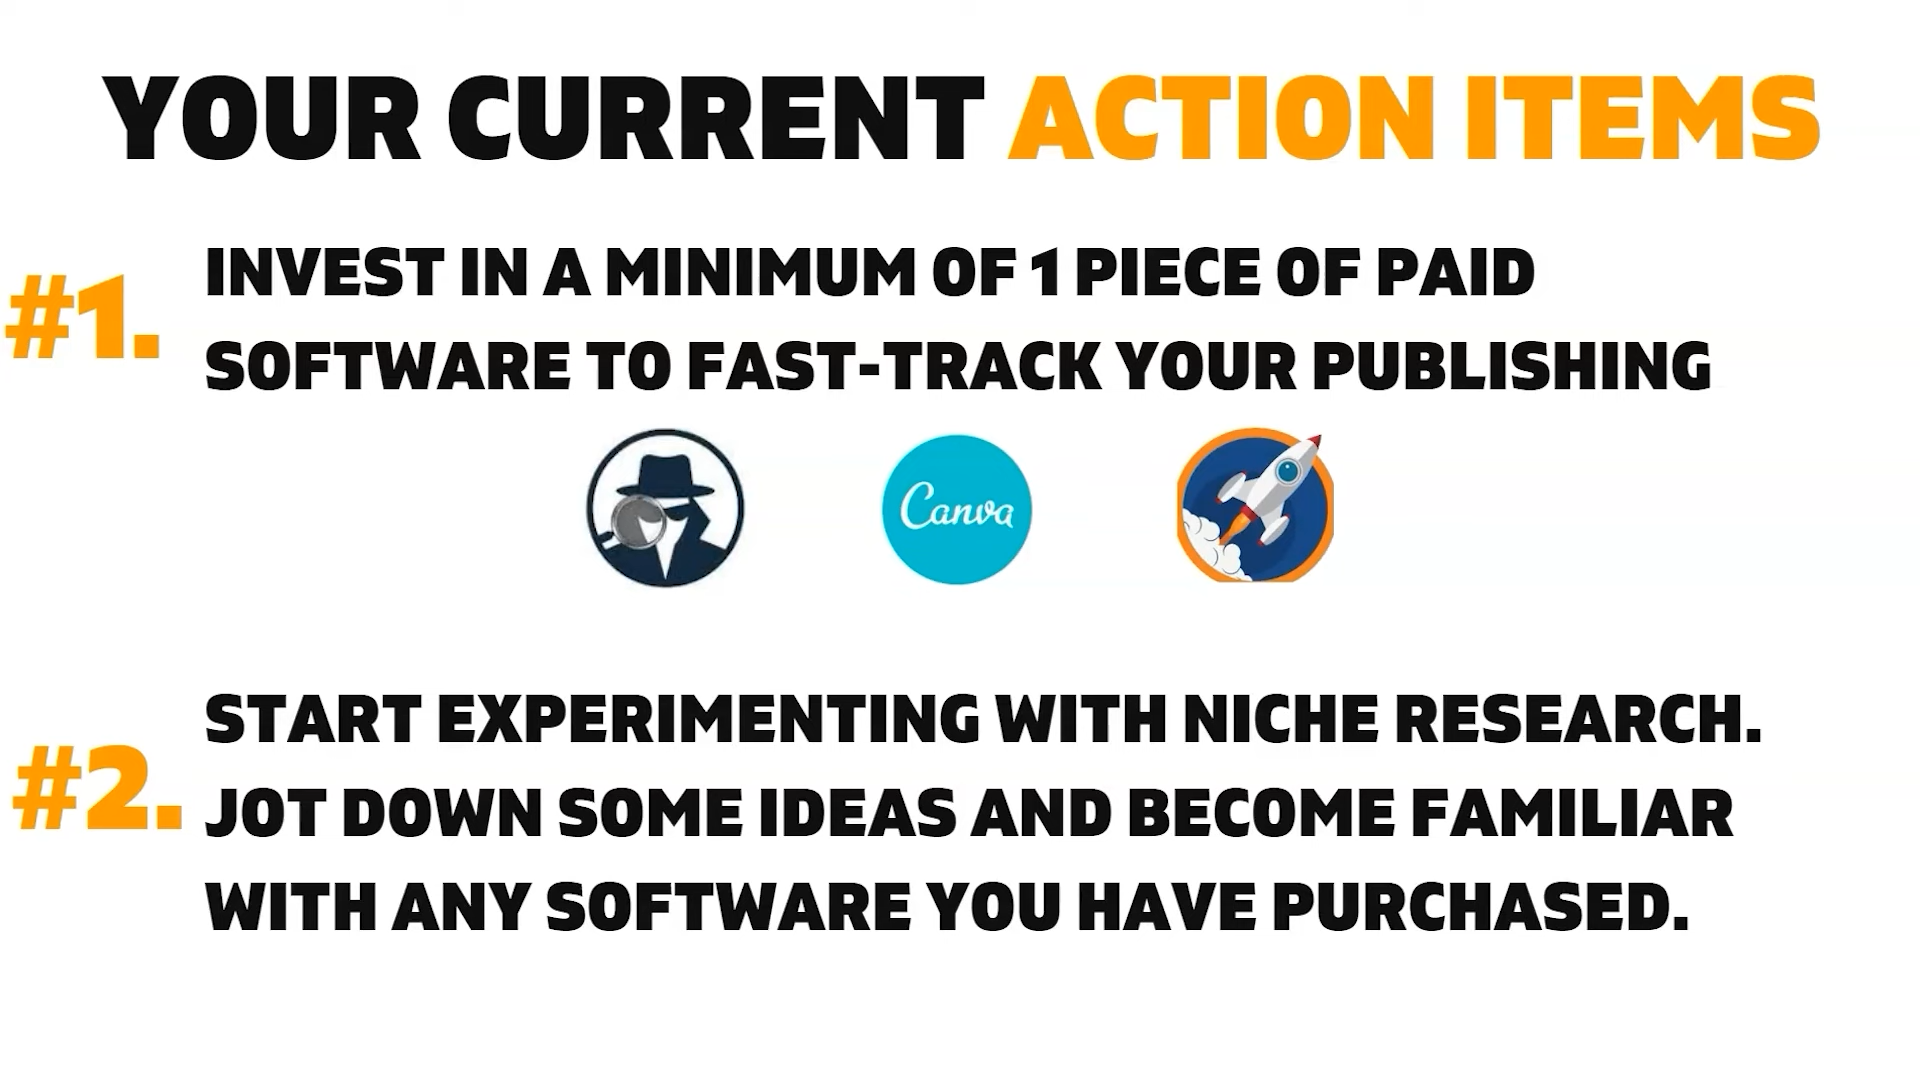 YOUR CURRENT ACTION ITEMS
#1.
INVEST IN A MINIMUM OF 1 PIECE OF PAID
SOFTWARE TO FAST-TRACK YOUR PUBLISHING
Canva
#2.
START EXPERIMENTING WITH NICHE RESEARCH.
JOT DOWN SOME IDEAS AND BECOME FAMILIAR
WITH ANY SOFTWARE YOU HAVE PURCHASED.